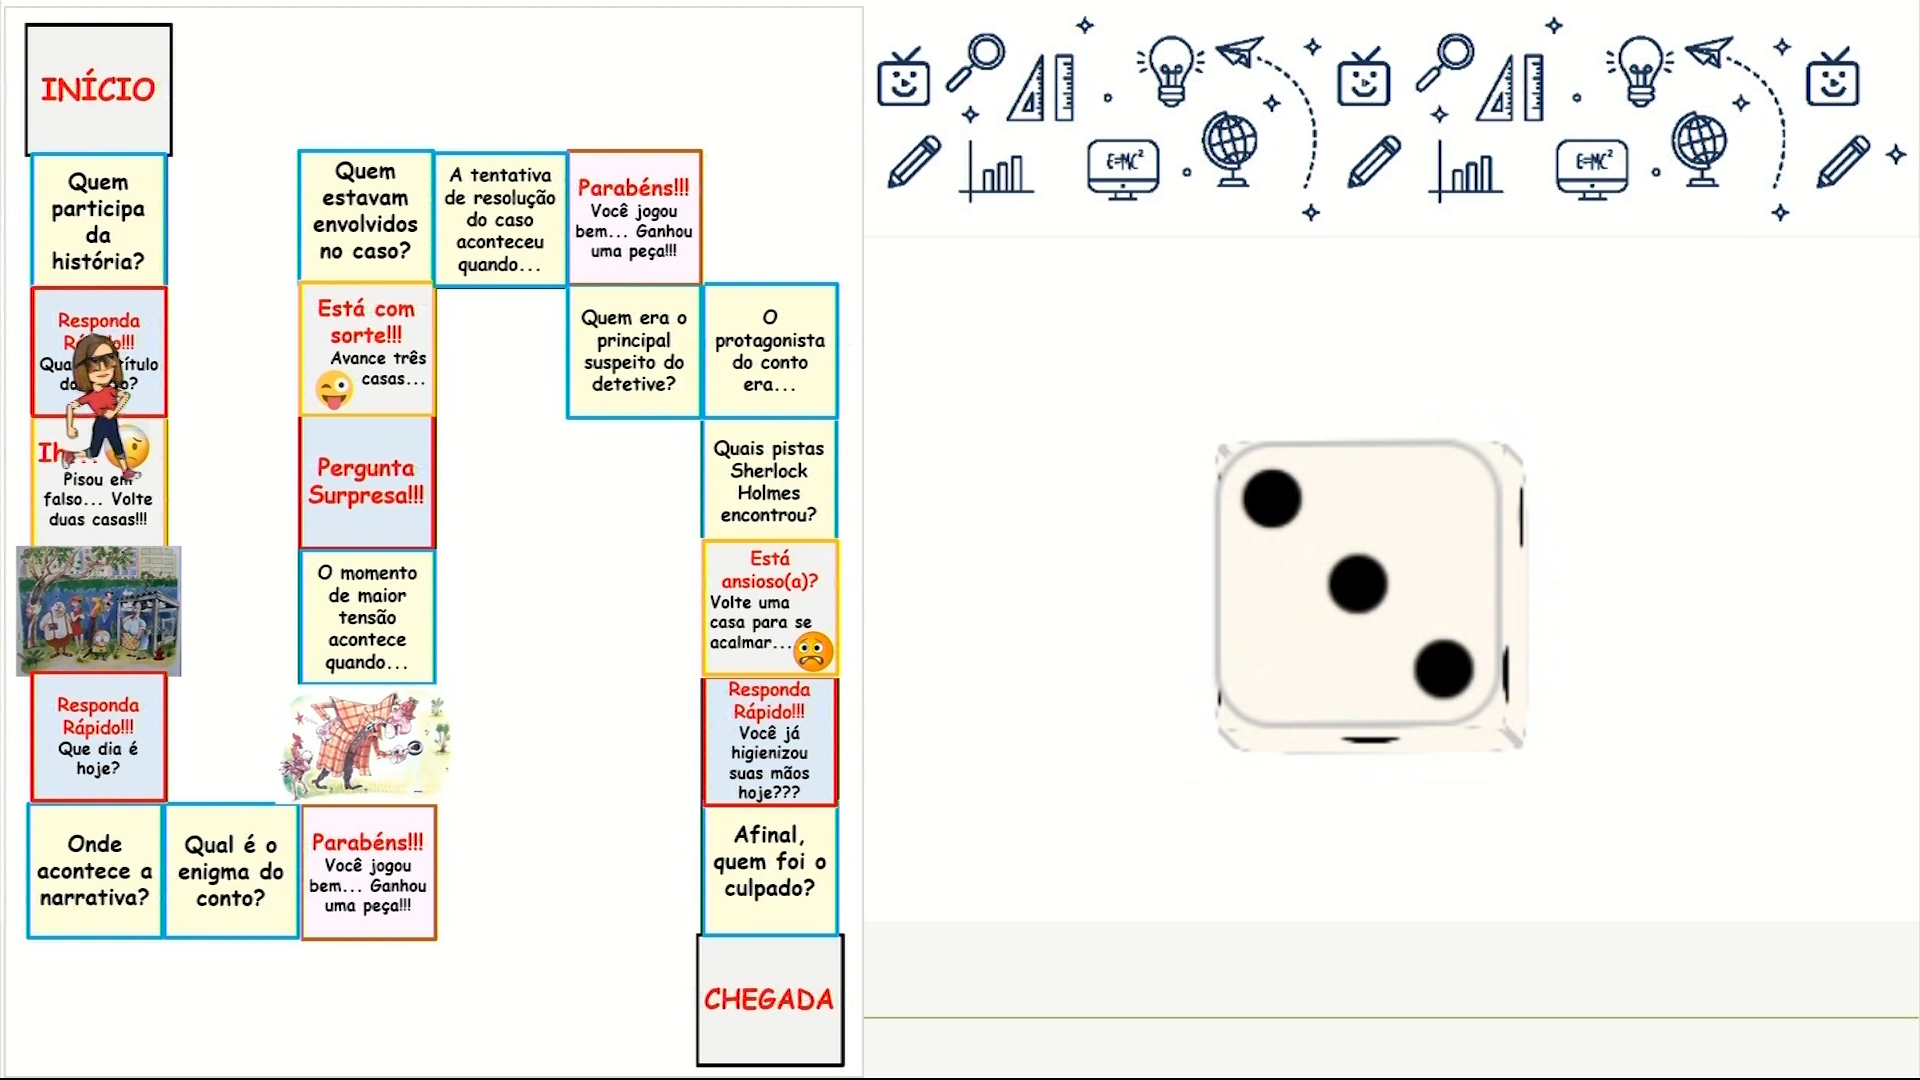 INÍCIO
Quem
participa
da
história?
Responda
Qua ítulo
Pisou em
falso... Volte
duas casas!!!
Responda
Rápido!!!
Que dia é
hoje?
Onde
acontece a
narrativa?
Qual é o
enigma do
conto?
Parabéns!!!
Você jogou
bem... Ganhou
uma peça!!!
O momento
de maior
tensão
acontece
quando...
Pergunta
Surpresa!!!
Está com
sorte!!!
Avance três
casas...
Quem
estavam
envolvidos
no caso?
A tentativa
de resolução
do caso
aconteceu
quando...
Parabéns!!!
Você jogou
bem... Ganhou
uma peça!!!
Quem era o
principal
suspeito do
detetive?
O
protagonista
do conto
era...
Quais pistas
Sherlock
Holmes
encontrou?
Está
ansioso(a)?
Volte uma
casa para se
acalmar...
Responda
Rápido!!!
Você já
higienizou
suas mãos
hoje???
Afinal,
quem foi o
culpado?
CHEGADA
E=MC²
E=MC²